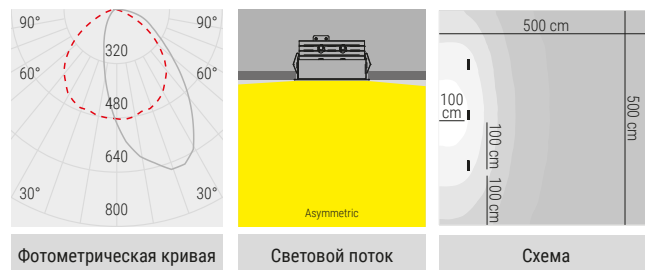 90°
90°
320
60°
60°
480
640
30°
30°
800
Asymmetric
500 cm
500 cm
100
cm
100 cm
100 cm
Фотометрическая кривая
Световой поток
Схема